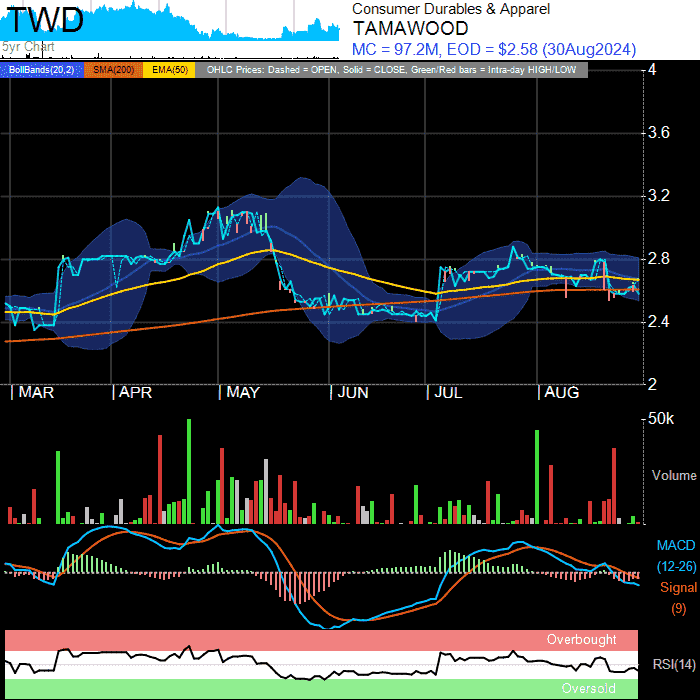 TWD
Consumer Durables & Apparel
TAMAWOOD
5yr Chart
MC = 97.2M, EOD = $2.58 (30Aug2024)
BollBands(20,2) SMA(200) EMA(50) OHLC Prices: Dashed = OPEN, Solid = CLOSE, Green/Red bars = Intra-day HIGH/LOW
4
3.6
3.2
2.8
2.4
2
MAR APR MAY JUN JUL AUG
50k
Volume
MACD
(12-26)
Signal
(9)
Overbought
RSI(14)
Oversold